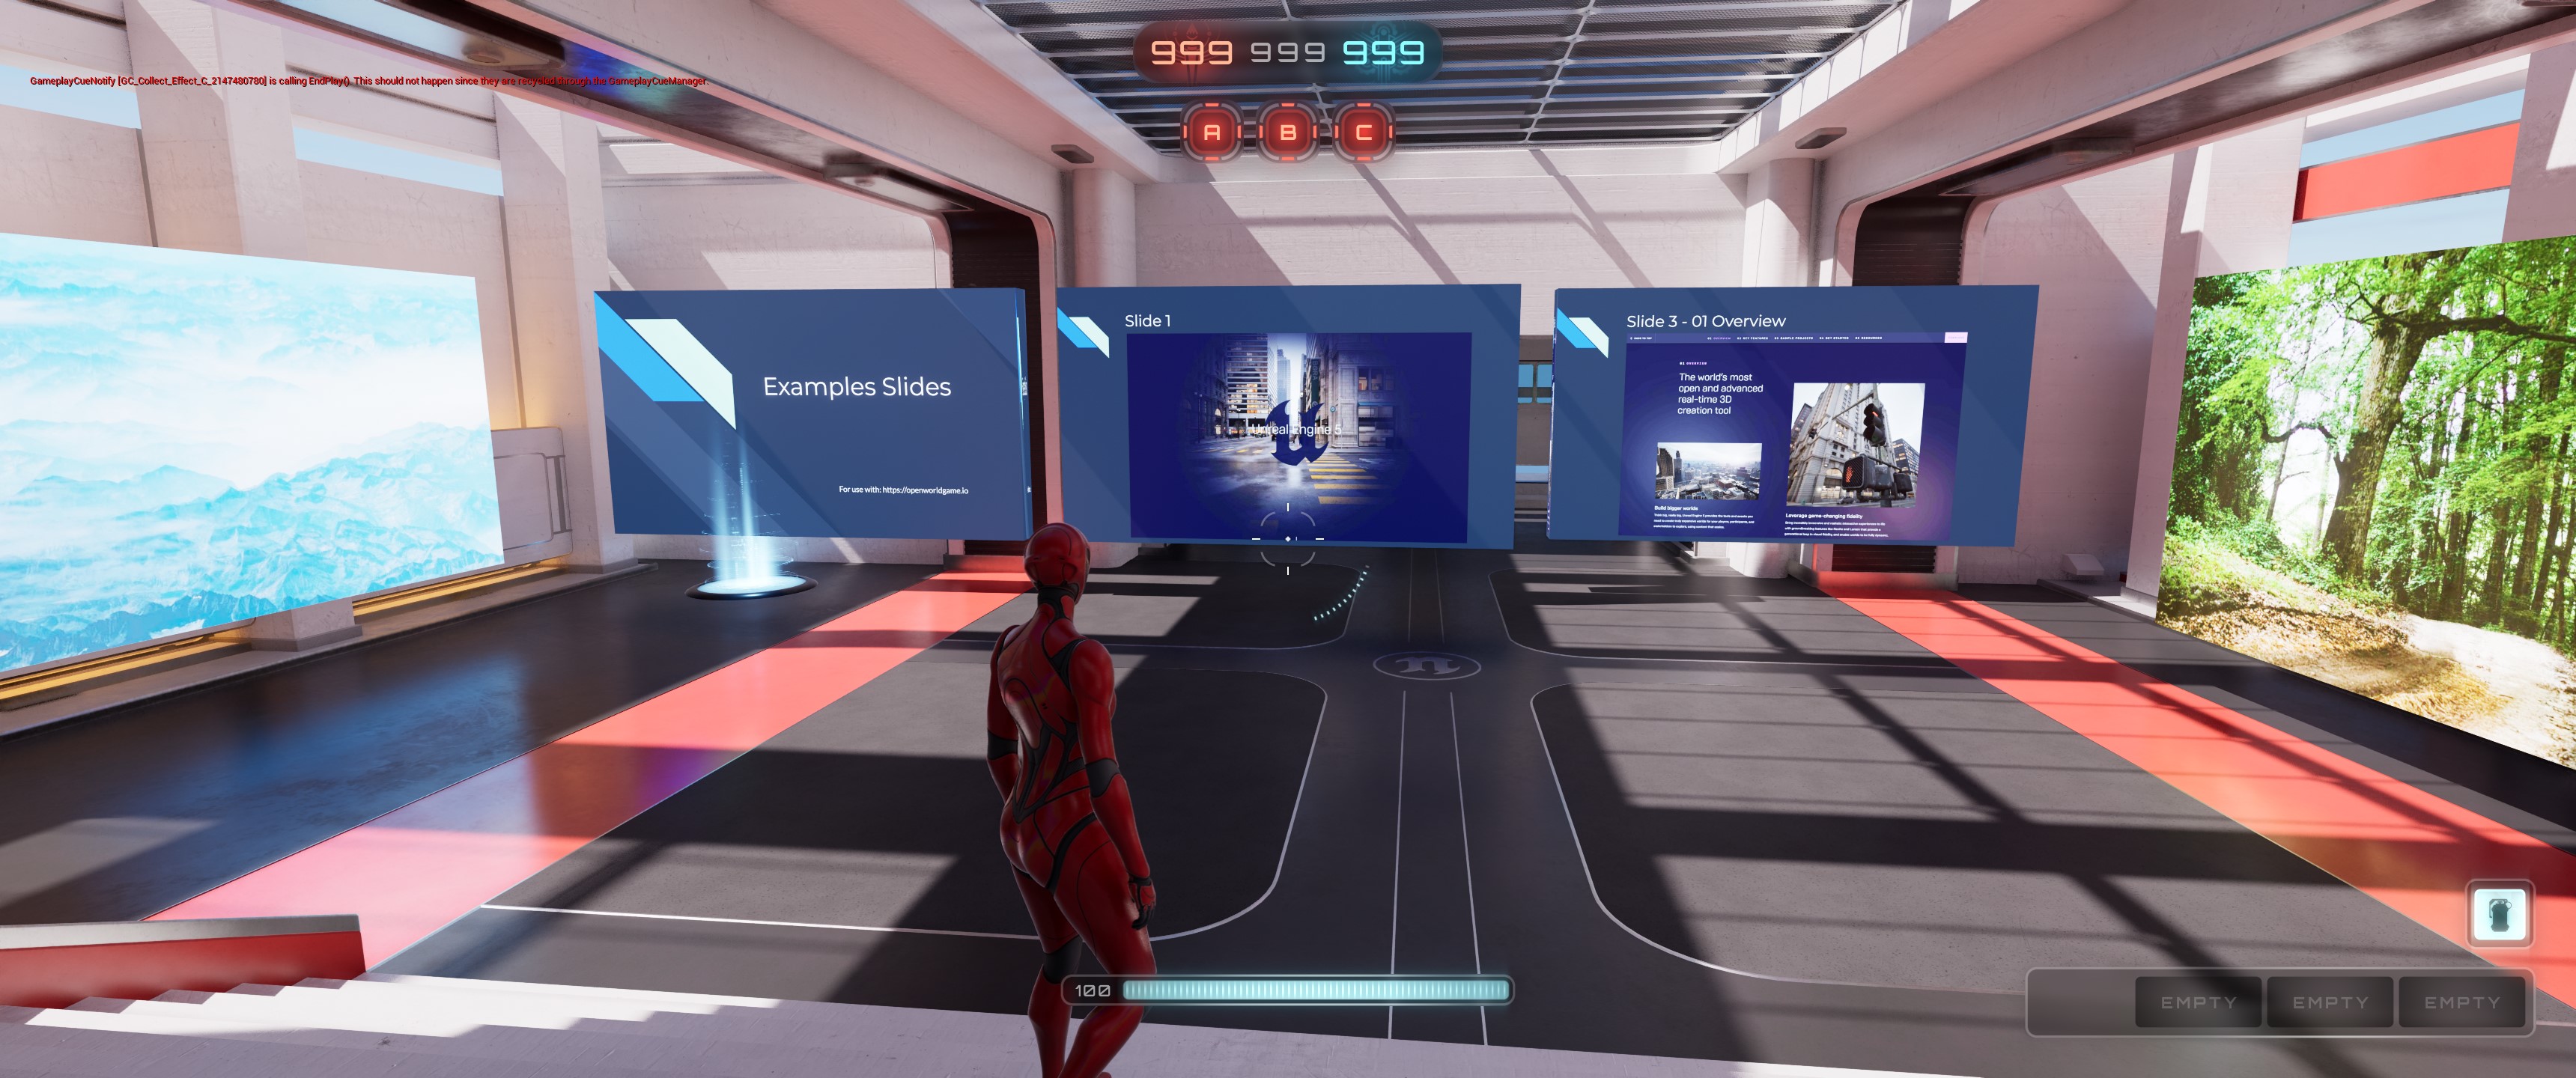 999 999 999
GameplayCueNotify [GC_Collect_Effect_C_2147480780] is calling EndPlay(). This should not happen since they are recycled through the GameplayCueManager.
A B C
Examples Slides
For use with: https://openworldgame.io
Slide 1
Unreal Engine 5
Slide 3 - 01 Overview
01 OVERVIEW
The world's most
open and advanced
real-time 3D
creation tool
Build bigger worlds
Leverage game-changing fidelity
100
EMPTY EMPTY EMPTY